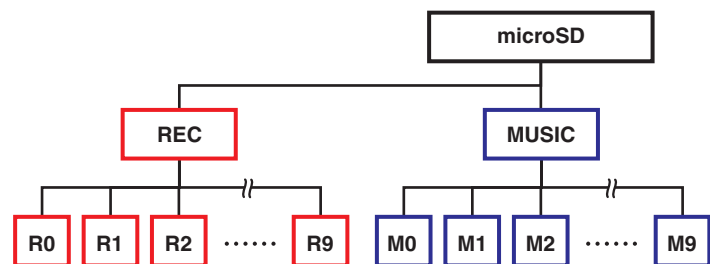 microSD
REC MUSIC
R0 R1 R2 ...... R9 M0 M1 M2 ...... M9